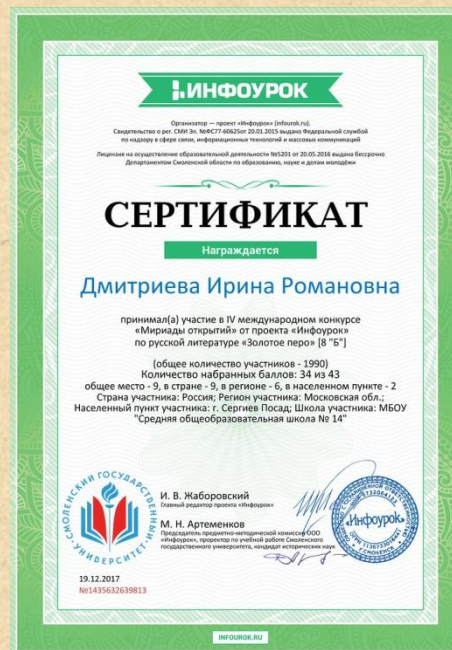 ИНФОУРОК
Организатор — проект «Инфоурок» (infourok.ru).
Свидетельство о рег. СМИ Эл. №ФС77-60625от 20.01.2015 выдано Федеральной службой
по надзору в сфере связи, информационных технологий и массовых коммуникаций
Лицензия на осуществление образовательной деятельности №5201 от 20.05.2016 выдана бессрочно
Департаментом Смоленской области по образованию, науке и делам молодёжи
СЕРТИФИКАТ
Награждается
Дмитриева Ирина Романовна
принимал(а) участие в IV международном конкурсе
«Мириады открытий» от проекта «Инфоурок»
по русской литературе «Золотое перо» [8 "Б"]
(общее количество участников - 1990)
Количество набранных баллов: 34 из 43
общее место - 9, в стране - 9, в регионе - 6, в населенном пункте - 2
Страна участника: Россия; Регион участника: Московская обл.;
Населенный пункт участника: г. Сергиев Посад; Школа участника: МБОУ
"Средняя общеобразовательная школа № 14"
СМОЛЕНСКИЙ ГОСУДАРСТВЕННЫЙ УНИВЕРСИТЕТ
И. В. Жаборовский
Главный редактор проекта «Инфоурок»
М. Н. Артеменков
Председатель предметно-методической комиссии ООО
«Инфоурок», проректор по учебной работе Смоленского
государственного университета, кандидат исторических наук
«Инфоурок»
19.12.2017
№1435632639813
INFOUROK.RU